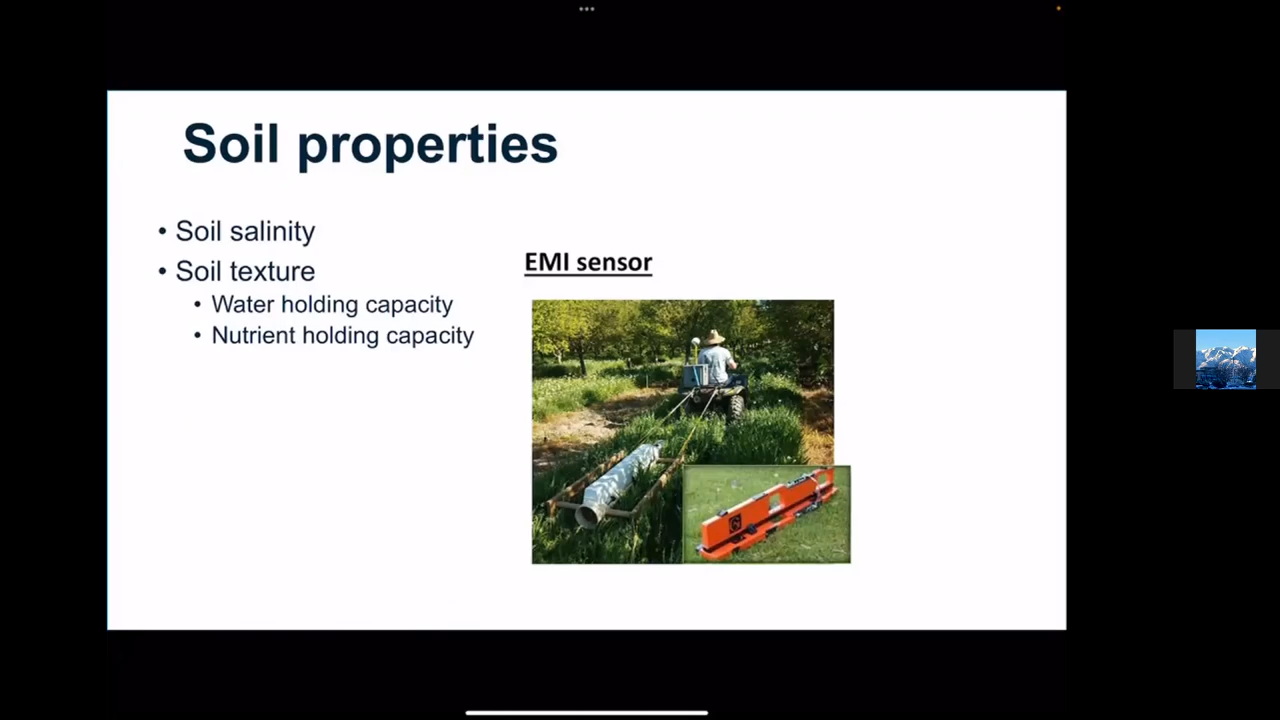 Soil properties
• Soil salinity
• Soil texture
• Water holding capacity
• Nutrient holding capacity
EMI sensor